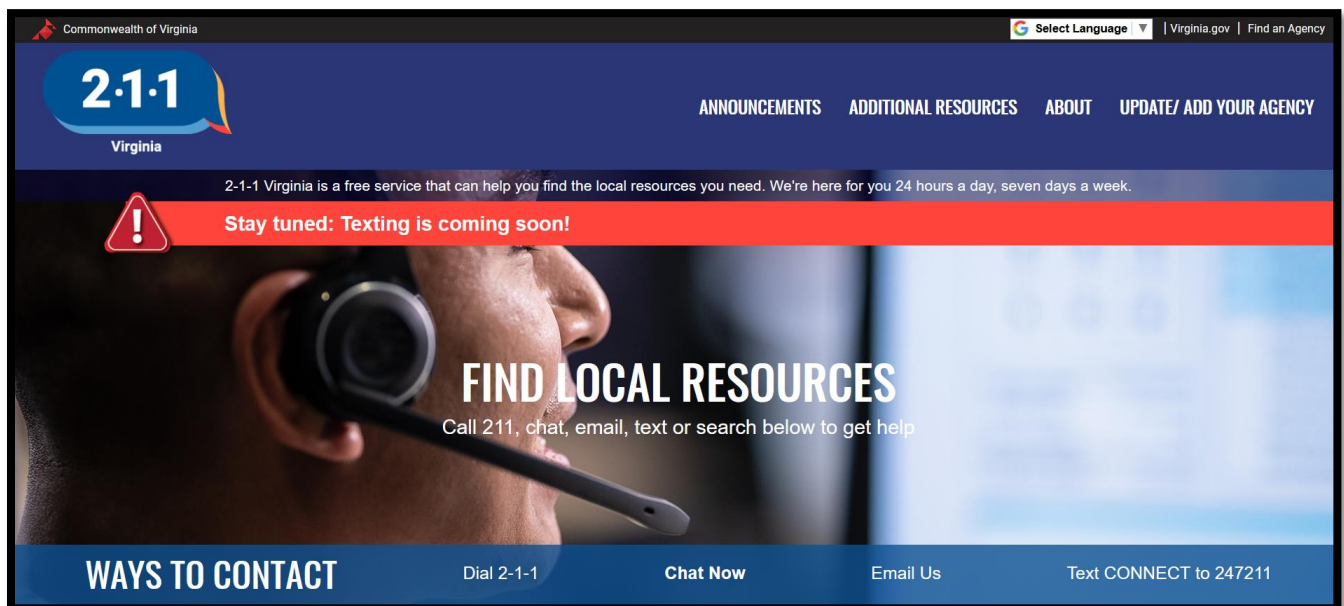 Commonwealth of Virginia
Select Language ▼ | Virginia.gov | Find an Agency
2·1·1
Virginia
ANNOUNCEMENTS ADDITIONAL RESOURCES ABOUT UPDATE/ ADD YOUR AGENCY
2-1-1 Virginia is a free service that can help you find the local resources you need. We're here for you 24 hours a day, seven days a week.
Stay tuned: Texting is coming soon!
FIND LOCAL RESOURCES
Call 211, chat, email, text or search below to get help
WAYS TO CONTACT Dial 2-1-1 Chat Now Email Us Text CONNECT to 247211